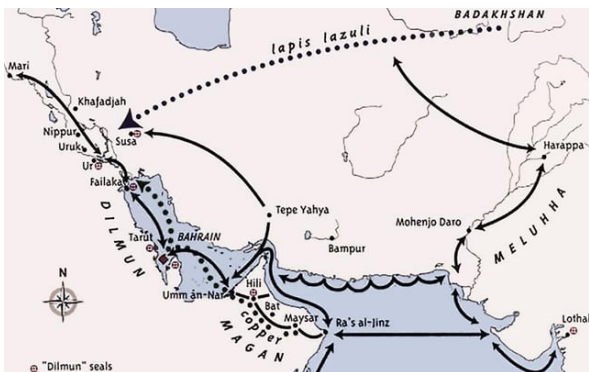 BADAKHSHAN
lapis lazuli
Mari
Khafadjah
Nippur
Susa
Uruk
Ur
Harappa
Failaka
DILMUN
Tepe Yahya
MELUHHA
Mohenjo Daro
Tarut
BAHRAIN
Bampur
N
Hili
Umm an-Nar
Bat
copper
Maysar
Ra's al-Jinz
MAGAN
Lothal
"Dilmun" seals